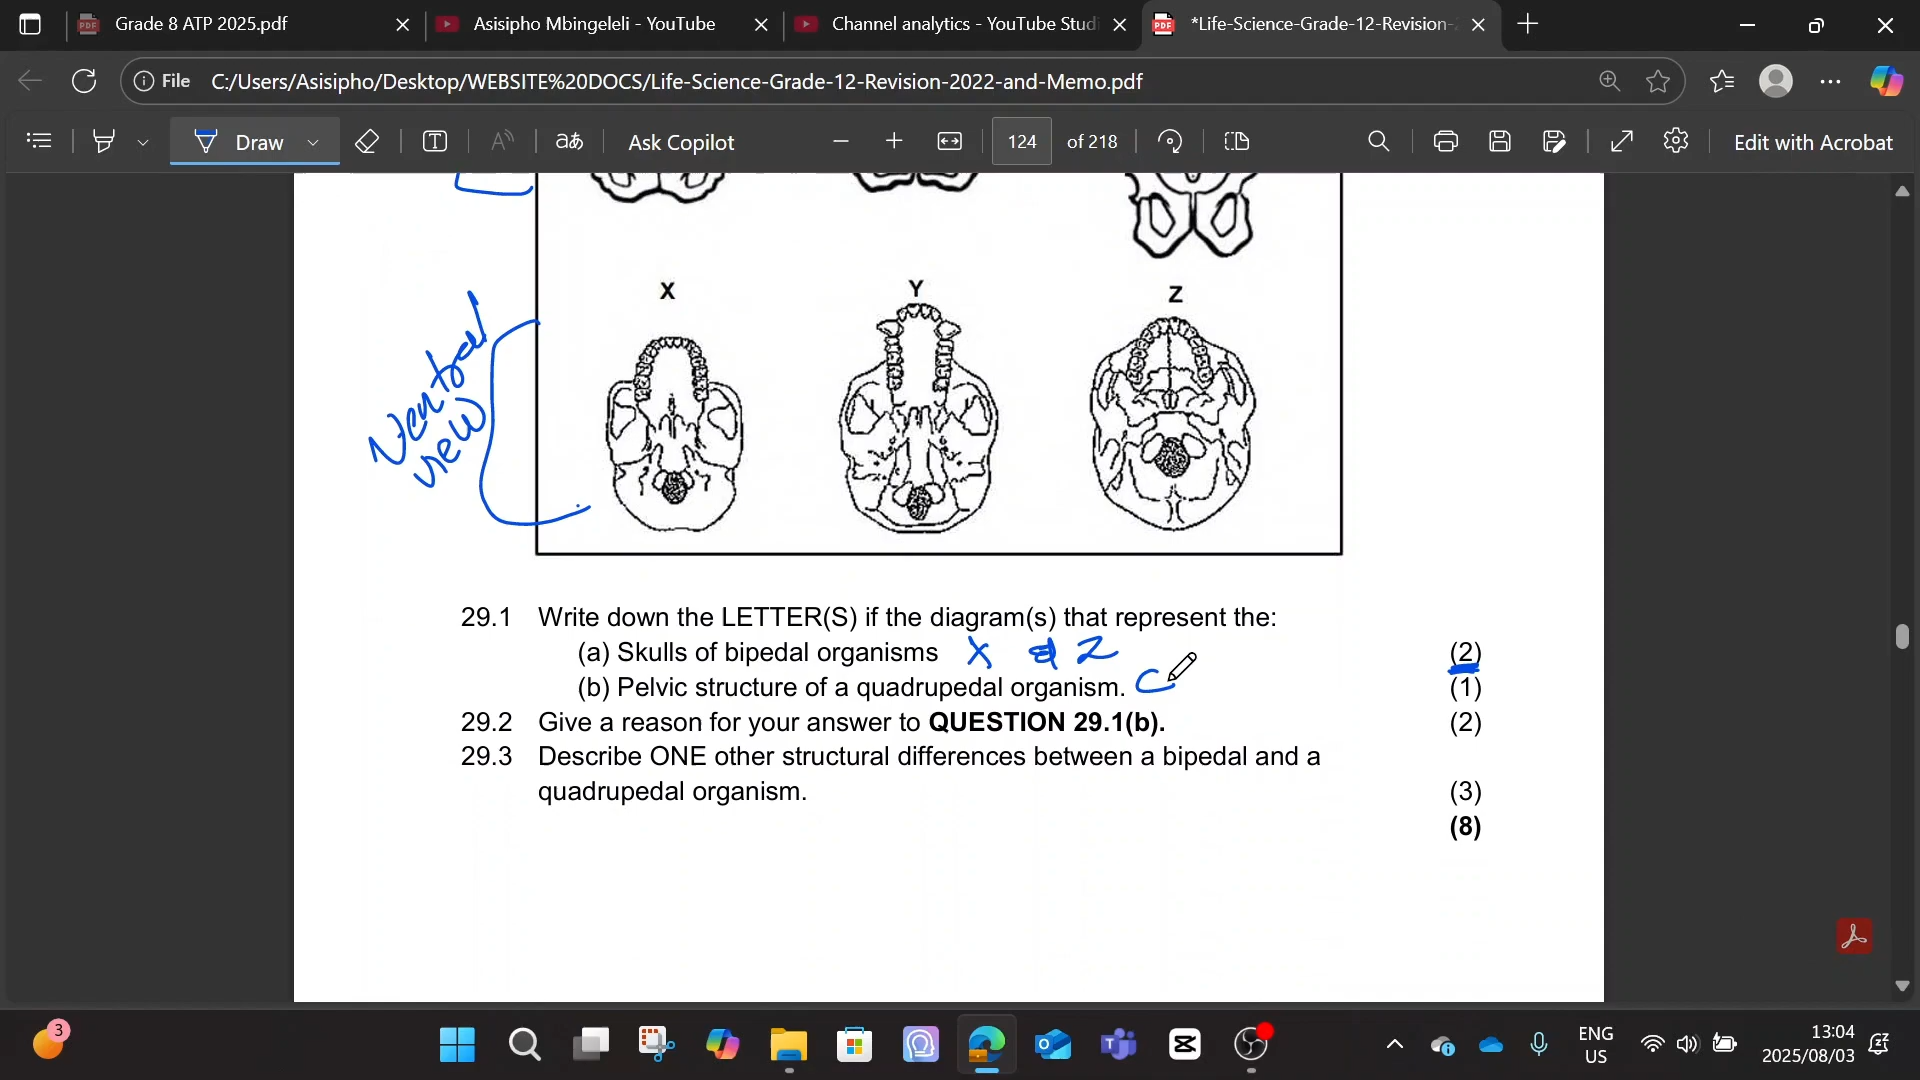 Grade 8 ATP 2025.pdf
Asisipho Mbingeleli - YouTube
Channel analytics - YouTube Studi
*Life-Science-Grade-12-Revision-
File
C:/Users/Asisipho/Desktop/WEBSITE%20DOCS/Life-Science-Grade-12-Revision-2022-and-Memo.pdf
Draw
Ask Copilot
124 of 218
Edit with Acrobat
X Y Z
view
29.1 Write down the LETTER(S) if the diagram(s) that represent the:
(a) Skulls of bipedal organisms X & Z (2)
(b) Pelvic structure of a quadrupedal organism. C (1)
29.2 Give a reason for your answer to QUESTION 29.1(b). (2)
29.3 Describe ONE other structural differences between a bipedal and a
quadrupedal organism. (3)
(8)
3
ENG
US
13:04
2025/08/03